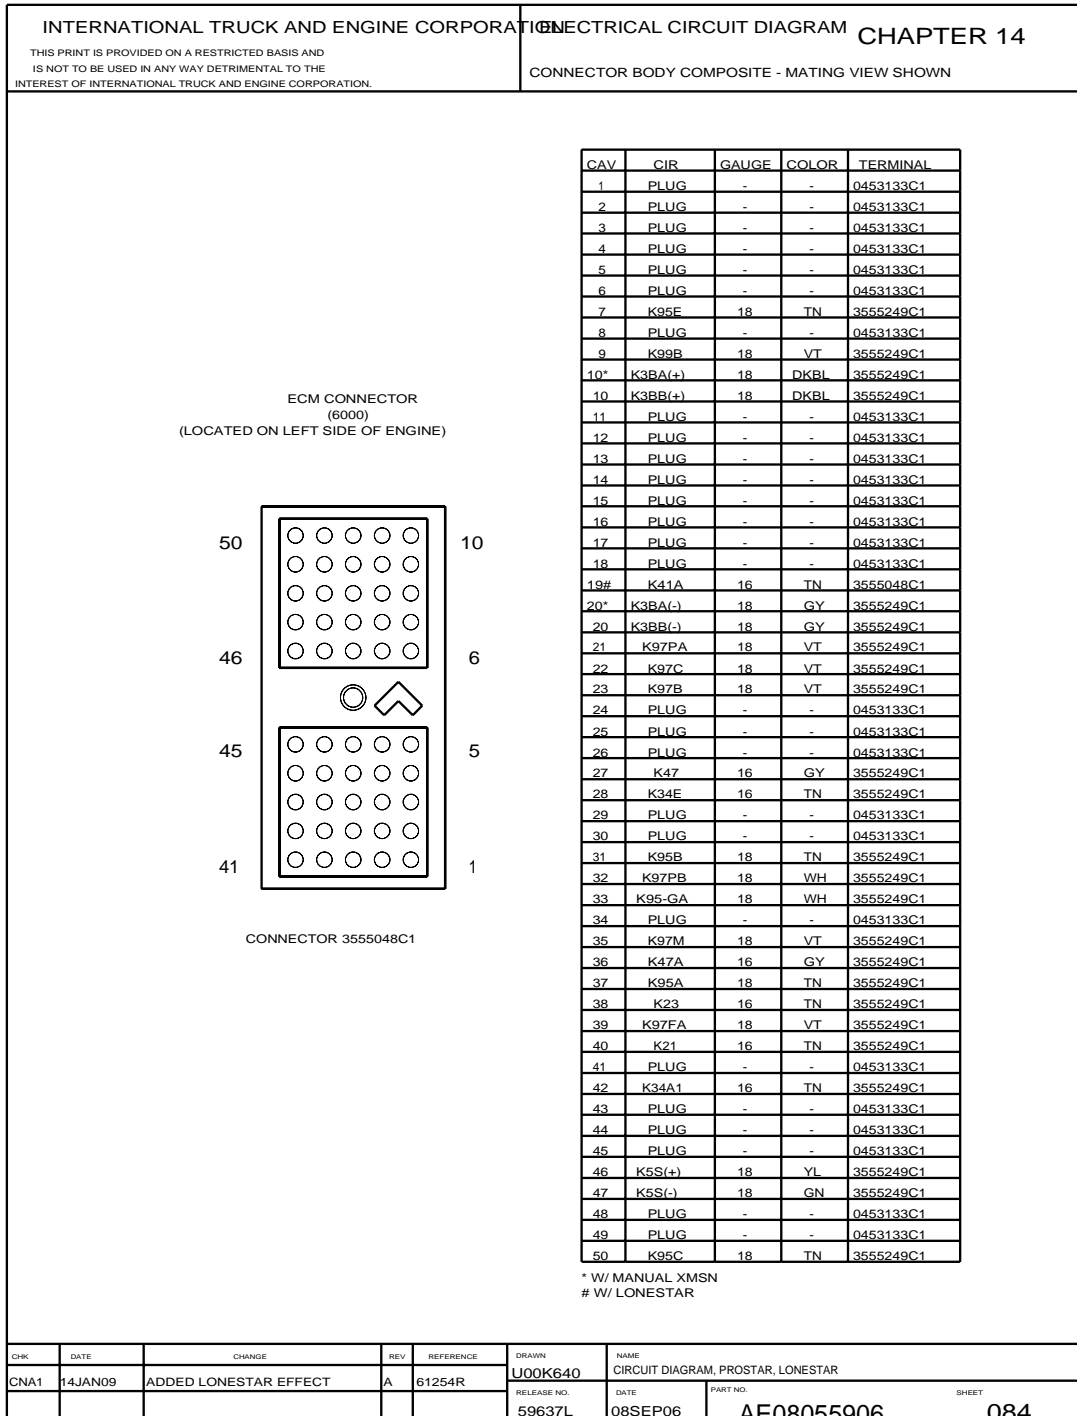 INTERNATIONAL TRUCK AND ENGINE CORPORATION
THIS PRINT IS PROVIDED ON A RESTRICTED BASIS AND
IS NOT TO BE USED IN ANY WAY DETRIMENTAL TO THE
INTEREST OF INTERNATIONAL TRUCK AND ENGINE CORPORATION.
ELECTRICAL CIRCUIT DIAGRAM CHAPTER 14
CONNECTOR BODY COMPOSITE - MATING VIEW SHOWN
ECM CONNECTOR
(6000)
(LOCATED ON LEFT SIDE OF ENGINE)
50 10
46 6
45 5
41 1
CONNECTOR 3555048C1
CAV CIR GAUGE COLOR TERMINAL
1 PLUG - - 0453133C1
2 PLUG - - 0453133C1
3 PLUG - - 0453133C1
4 PLUG - - 0453133C1
5 PLUG - - 0453133C1
6 PLUG - - 0453133C1
7 K95E 18 TN 3555249C1
8 PLUG - - 0453133C1
9 K99B 18 VT 3555249C1
10* K3BA(+) 18 DKBL 3555249C1
10 K3BB(+) 18 DKBL 3555249C1
11 PLUG - - 0453133C1
12 PLUG - - 0453133C1
13 PLUG - - 0453133C1
14 PLUG - - 0453133C1
15 PLUG - - 0453133C1
16 PLUG - - 0453133C1
17 PLUG - - 0453133C1
18 PLUG - - 0453133C1
19# K41A 16 TN 3555048C1
20* K3BA(-) 18 GY 3555249C1
20 K3BB(-) 18 GY 3555249C1
21 K97PA 18 VT 3555249C1
22 K97C 18 VT 3555249C1
23 K97B 18 VT 3555249C1
24 PLUG - - 0453133C1
25 PLUG - - 0453133C1
26 PLUG - - 0453133C1
27 K47 16 GY 3555249C1
28 K34E 16 TN 3555249C1
29 PLUG - - 0453133C1
30 PLUG - - 0453133C1
31 K95B 18 TN 3555249C1
32 K97PB 18 WH 3555249C1
33 K95-GA 18 WH 3555249C1
34 PLUG - - 0453133C1
35 K97M 18 VT 3555249C1
36 K47A 16 GY 3555249C1
37 K95A 18 TN 3555249C1
38 K23 16 TN 3555249C1
39 K97FA 18 VT 3555249C1
40 K21 16 TN 3555249C1
41 PLUG - - 0453133C1
42 K34A1 16 TN 3555249C1
43 PLUG - - 0453133C1
44 PLUG - - 0453133C1
45 PLUG - - 0453133C1
46 K5S(+) 18 YL 3555249C1
47 K5S(-) 18 GN 3555249C1
48 PLUG - - 0453133C1
49 PLUG - - 0453133C1
50 K95C 18 TN 3555249C1
* W/ MANUAL XMSN
# W/ LONESTAR
CHK DATE CHANGE REV REFERENCE
CNA1 14JAN09 ADDED LONESTAR EFFECT A 61254R
DRAWN
U00K640
NAME
CIRCUIT DIAGRAM, PROSTAR, LONESTAR
RELEASE NO. DATE PART NO. SHEET
59637L 08SEP06 AE08055906 084